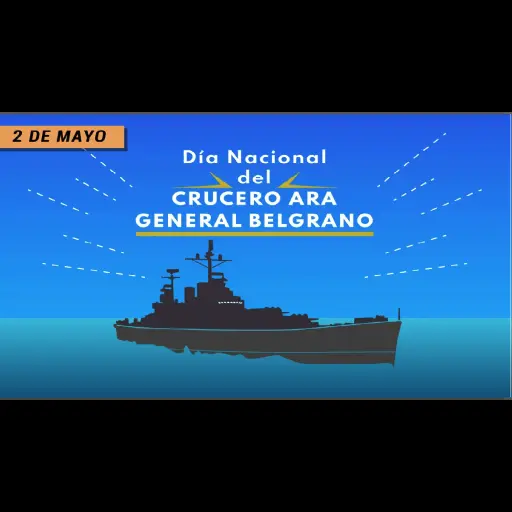 2 DE MAYO
Día Nacional
del
CRUCERO ARA
GENERAL BELGRANO